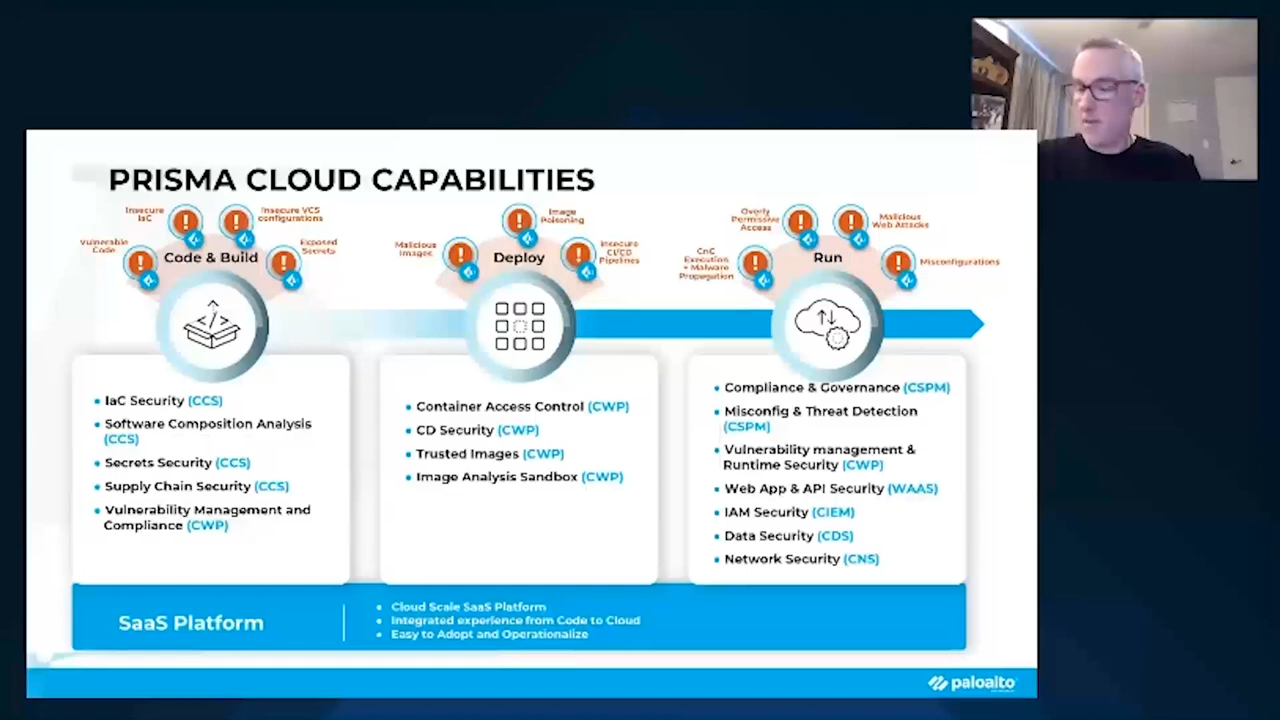 PRISMA CLOUD CAPABILITIES
Insecure
IaC
Insecure VCS
configurations
Vulnerable
Code
Exposed
Secrets
Code & Build
Image
Poisoning
Malicious
Images
Insecure
CI/CD
Pipelines
Deploy
Overly
Permissive
Access
Malicious
Web Attacks
CnC
Execution
+ Malware
Propagation
Misconfigurations
Run
• IaC Security (CCS)
• Software Composition Analysis
(CCS)
• Secrets Security (CCS)
• Supply Chain Security (CCS)
• Vulnerability Management and
Compliance (CWP)
• Container Access Control (CWP)
• CD Security (CWP)
• Trusted Images (CWP)
• Image Analysis Sandbox (CWP)
• Compliance & Governance (CSPM)
• Misconfig & Threat Detection
(CSPM)
• Vulnerability management &
Runtime Security (CWP)
• Web App & API Security (WAAS)
• IAM Security (CIEM)
• Data Security (CDS)
• Network Security (CNS)
SaaS Platform
• Cloud Scale SaaS Platform
• Integrated experience from Code to Cloud
• Easy to Adopt and Operationalize
paloalto